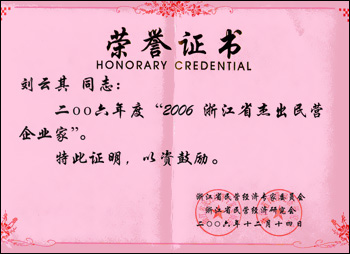 荣誉证书
HONORARY CREDENTIAL
刘云其 同志：
二oo六年度“2006 浙江省杰出民营
企业家”。
特此证明，以资鼓励。
浙江省民营经济专家委员会
浙江省民营经济研究会
二〇〇六年十二月十四日